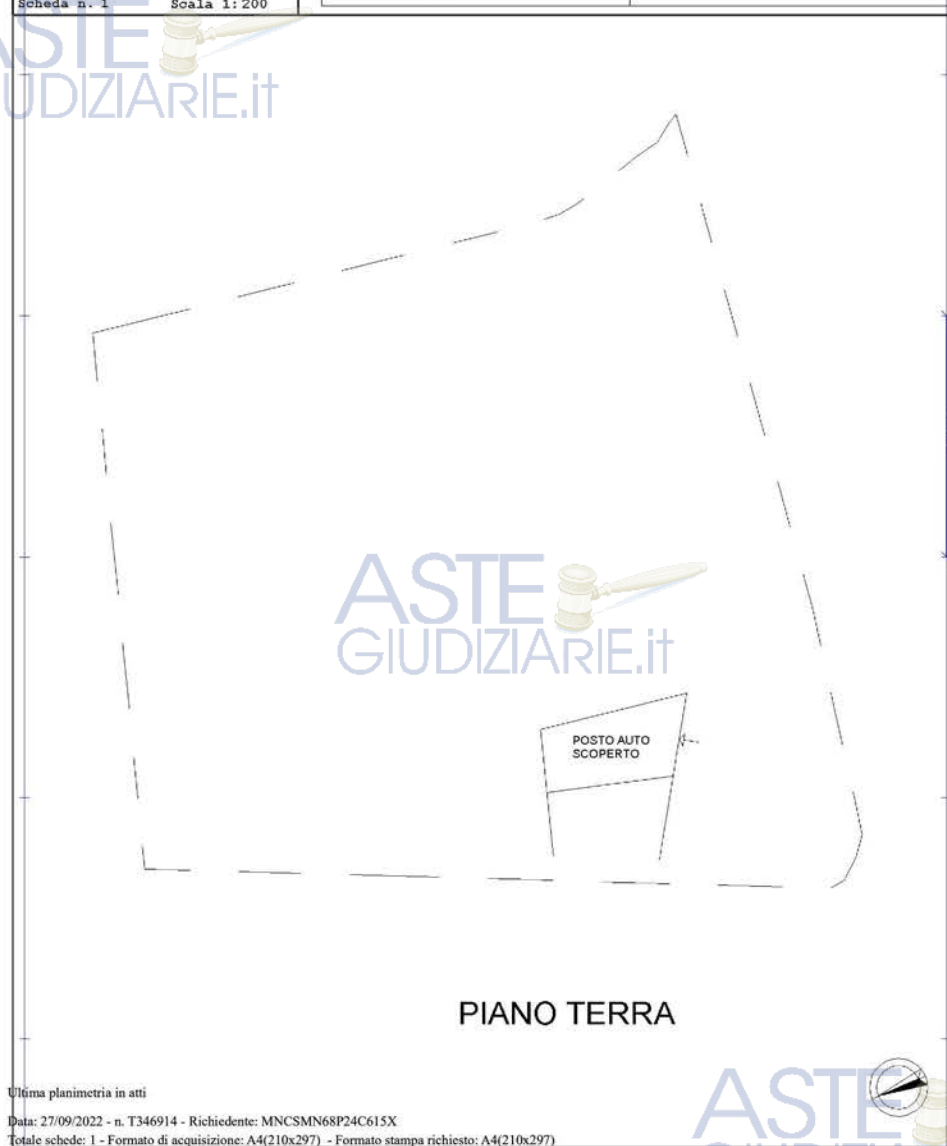 Scheda n. 1 Scala 1:200
ASTE
GIUDIZIARIE.it
ASTE
GIUDIZIARIE.it
POSTO AUTO
SCOPERTO
PIANO TERRA
Ultima planimetria in atti
Data: 27/09/2022 - n. T346914 - Richiedente: MNCSMN68P24C615X
Totale schede: 1 - Formato di acquisizione: A4(210x297) - Formato stampa richiesto: A4(210x297)
ASTE